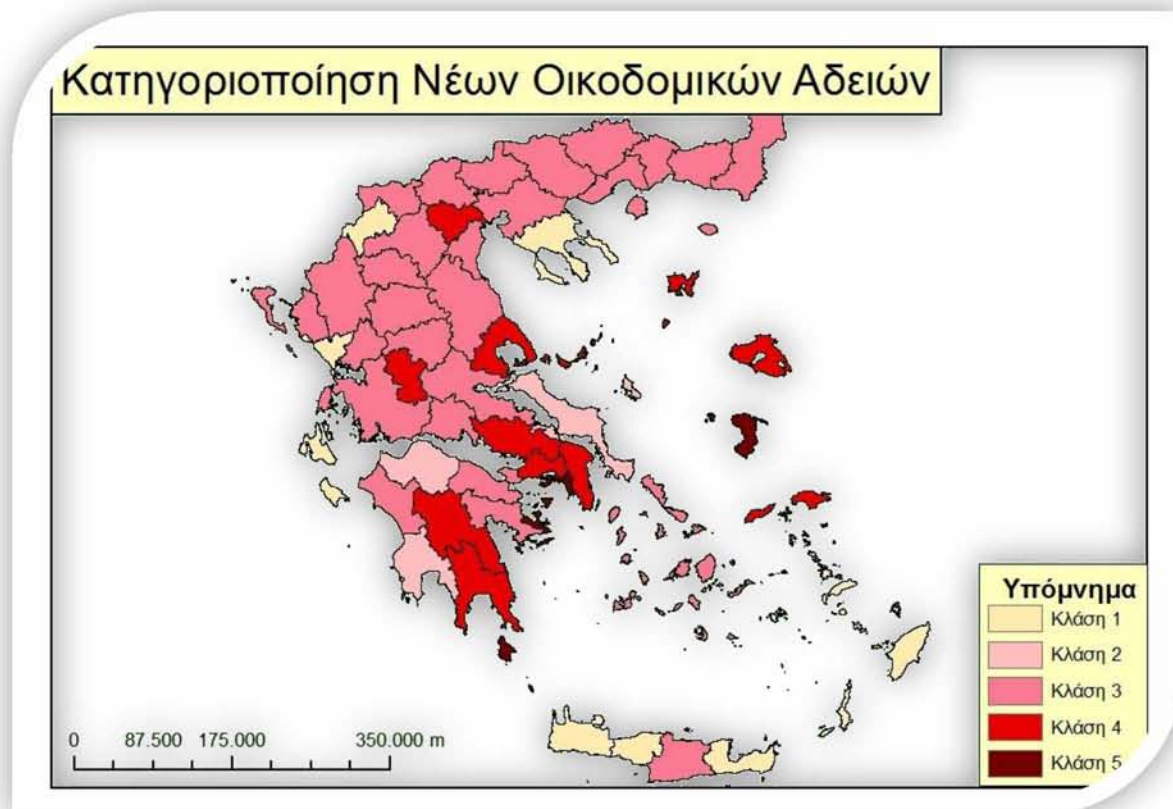 Κατηγοριοποίηση Νέων Οικοδομικών Αδειών
Υπόμνημα
Κλάση 1
Κλάση 2
Κλάση 3
Κλάση 4
Κλάση 5
0 87.500 175.000 350.000 m